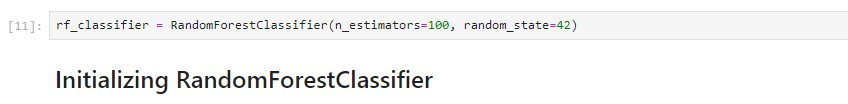 [11]: rf_classifier = RandomForestClassifier(n_estimators=100, random_state=42)
Initializing RandomForestClassifier